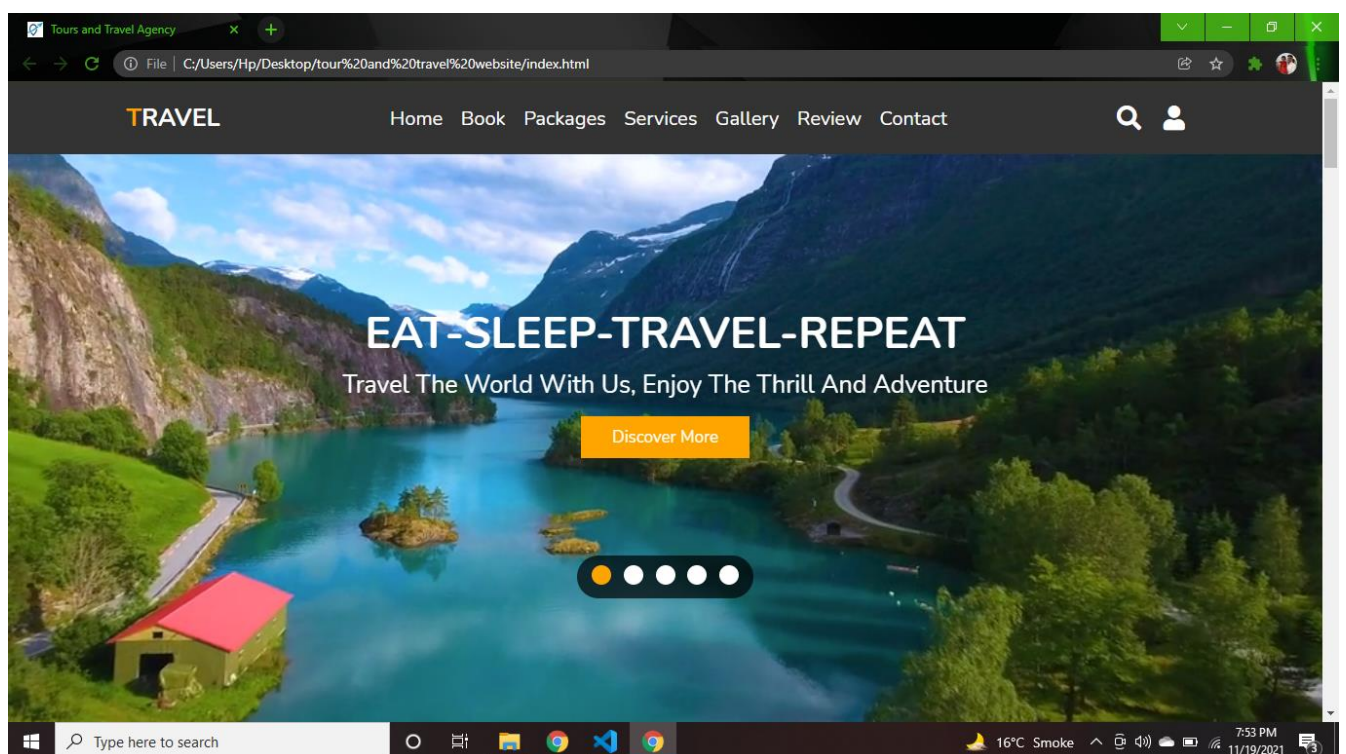 Tours and Travel Agency
File | C:/Users/Hp/Desktop/tour%20and%20travel%20website/index.html
TRAVEL Home Book Packages Services Gallery Review Contact
EAT-SLEEP-TRAVEL-REPEAT
Travel The World With Us, Enjoy The Thrill And Adventure
Discover More
Type here to search
16°C Smoke
7:53 PM
11/19/2021
3